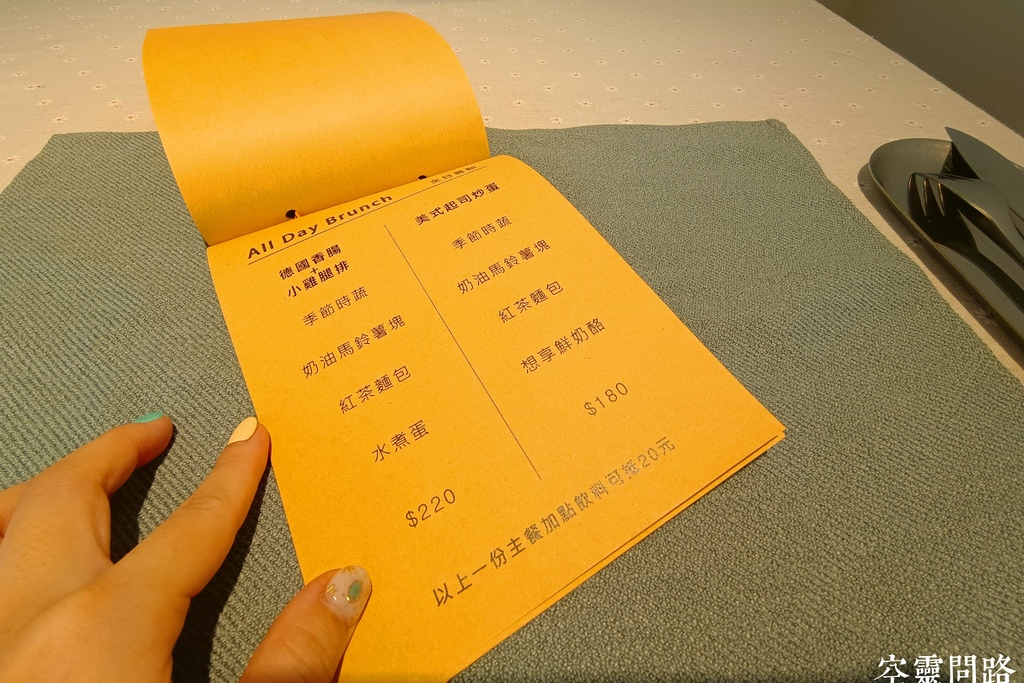 All Day Brunch 全日餐點
德國香腸
+
小雞腿排
季節時蔬
奶油馬鈴薯塊
紅茶麵包
水煮蛋
$220
美式起司炒蛋
季節時蔬
奶油馬鈴薯塊
紅茶麵包
想享鮮奶酪
$180
以上一份主餐加點飲料可抵20元
空靈問路